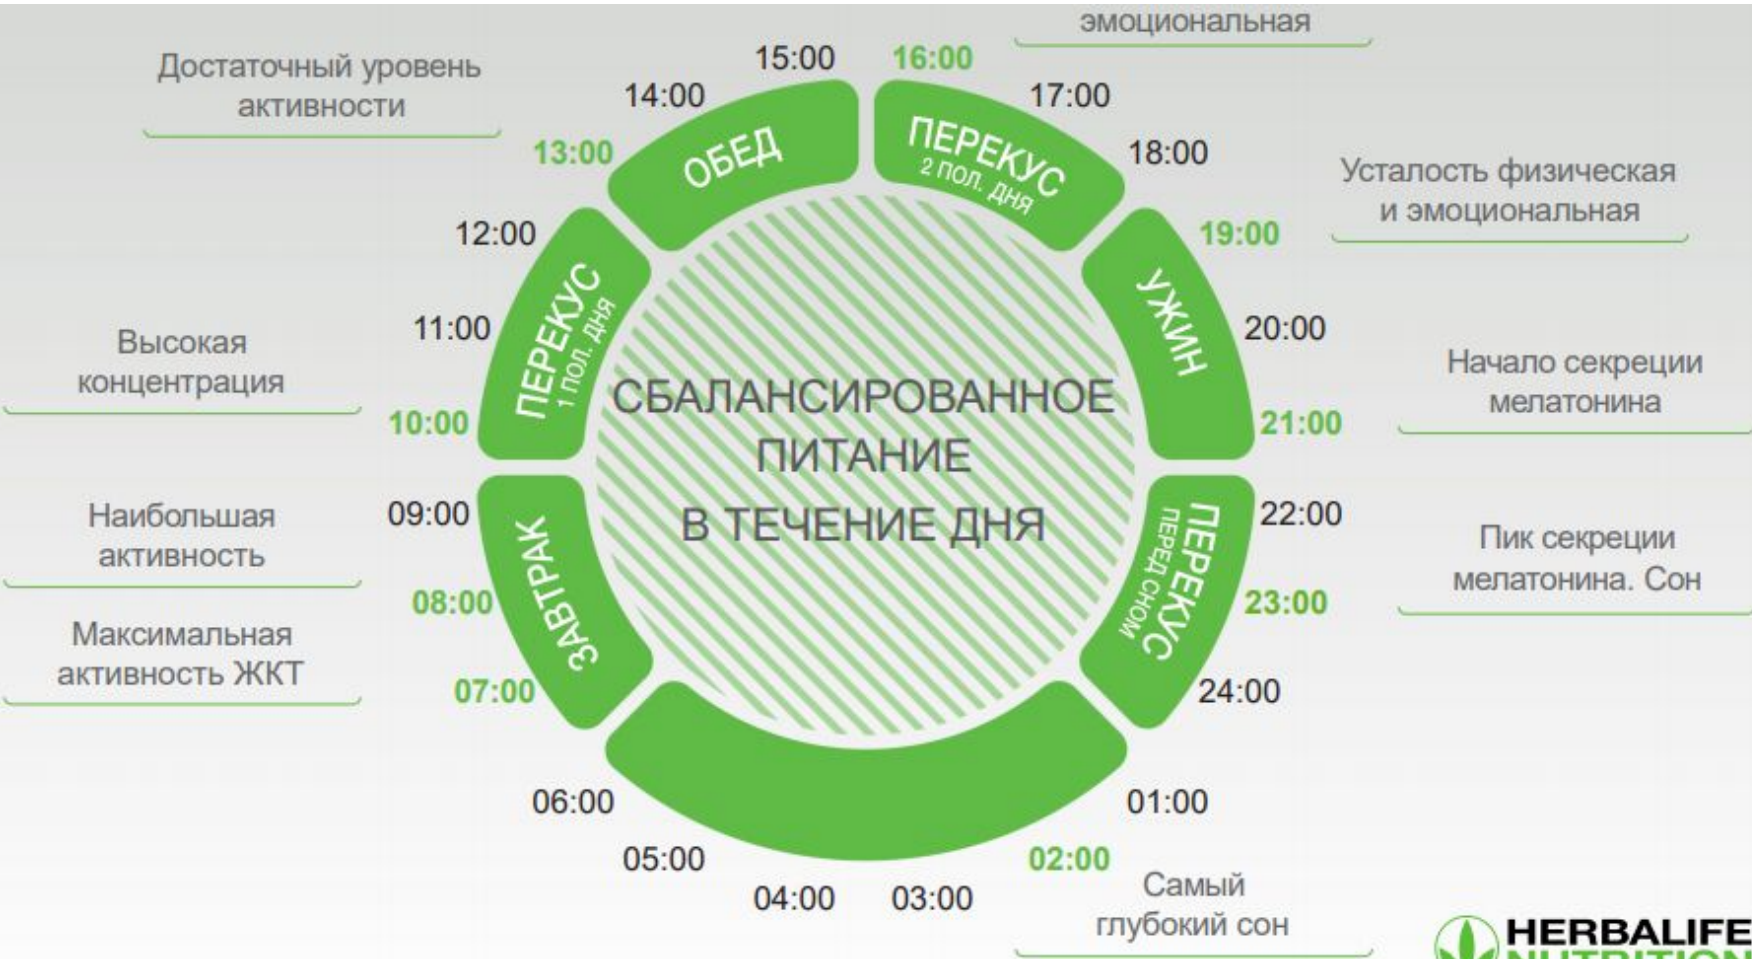 эмоциональная
Достаточный уровень
активности
15:00
16:00
14:00
17:00
13:00
18:00
ОБЕД
ПЕРЕКУС
2 ПОЛ. ДНЯ
Усталость физическая
и эмоциональная
12:00
19:00
ПЕРЕКУС
1 ПОЛ. ДНЯ
УЖИН
11:00
20:00
Высокая
концентрация
Начало секреции
мелатонина
10:00
21:00
СБАЛАНСИРОВАННОЕ
ПИТАНИЕ
В ТЕЧЕНИЕ ДНЯ
Наибольшая
активность
09:00
22:00
ЗАВТРАК
ПЕРЕКУС
ПЕРЕД СНОМ
Пик секреции
мелатонина. Сон
08:00
23:00
Максимальная
активность ЖКТ
07:00
24:00
06:00
01:00
05:00
02:00
04:00
03:00
Самый
глубокий сон
HERBALIFE
NUTRITION